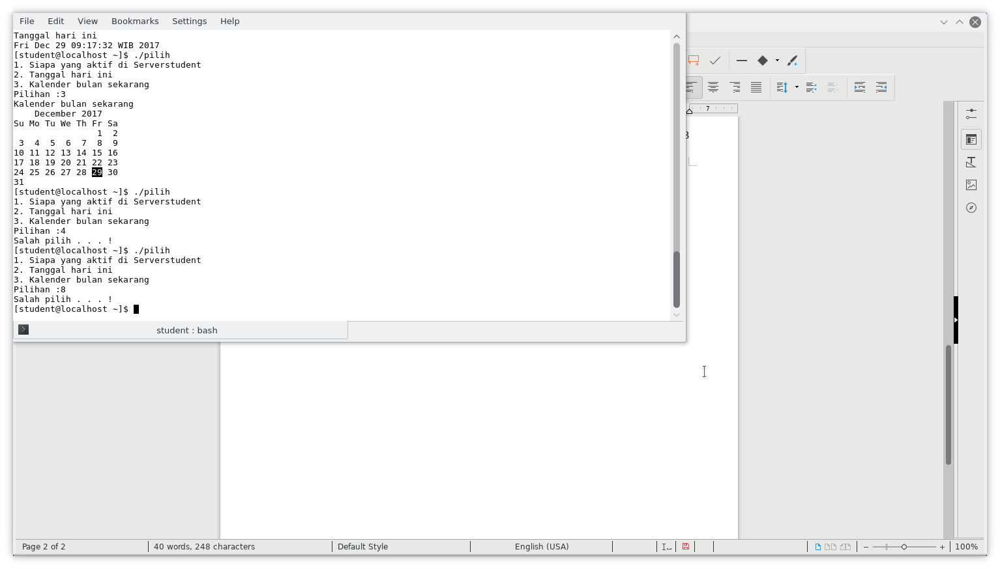 File Edit View Bookmarks Settings Help
Tanggal hari ini
Fri Dec 29 09:17:32 WIB 2017
[student@localhost ~]$ ./pilih
1. Siapa yang aktif di Serverstudent
2. Tanggal hari ini
3. Kalender bulan sekarang
Pilihan :3
Kalender bulan sekarang
    December 2017
Su Mo Tu We Th Fr Sa
                1  2
 3  4  5  6  7  8  9
10 11 12 13 14 15 16
17 18 19 20 21 22 23
24 25 26 27 28 29 30
31
[student@localhost ~]$ ./pilih
1. Siapa yang aktif di Serverstudent
2. Tanggal hari ini
3. Kalender bulan sekarang
Pilihan :4
Salah pilih . . . !
[student@localhost ~]$ ./pilih
1. Siapa yang aktif di Serverstudent
2. Tanggal hari ini
3. Kalender bulan sekarang
Pilihan :8
Salah pilih . . . !
[student@localhost ~]$
student : bash
7
Page 2 of 2
40 words, 248 characters
Default Style
English (USA)
100%